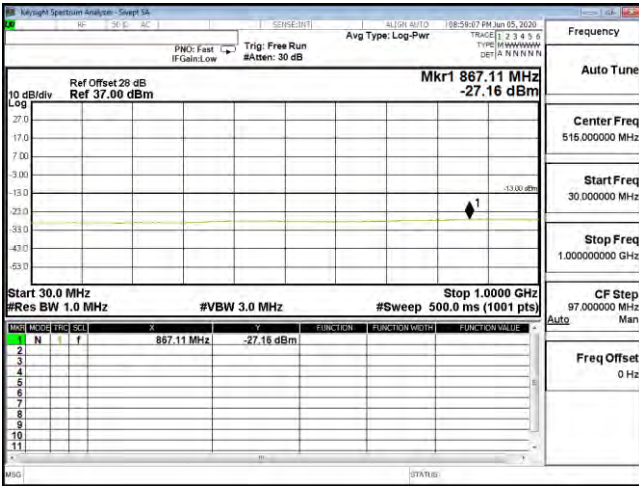 Keysight Spectrum Analyzer - Swept SA
RF 50 Ω AC SENSE:INT ALIGN AUTO 08:59:07 PM Jun 05, 2020
Avg Type: Log-Pwr TRACE 1 2 3 4 5 6
PNO: Fast Trig: Free Run TYPE M W W W W W
IFGain:Low #Atten: 30 dB DET A N N N N N
Mkr1 867.11 MHz
Ref Offset 28 dB
10 dB/div Ref 37.00 dBm -27.16 dBm
Log
27.0
17.0
7.00
-3.00
-13.0 -13.00 dBm
-23.0 1
-33.0
-43.0
-53.0
Start 30.0 MHz Stop 1.0000 GHz
#Res BW 1.0 MHz #VBW 3.0 MHz #Sweep 500.0 ms (1001 pts)
MKR MODE TRC SCL X Y FUNCTION FUNCTION WIDTH FUNCTION VALUE
1 N 1 f 867.11 MHz -27.16 dBm
2
3
4
5
6
7
8
9
10
11
MSG STATUS
Frequency
Auto Tune
Center Freq
515.000000 MHz
Start Freq
30.000000 MHz
Stop Freq
1.000000000 GHz
CF Step
97.000000 MHz
Auto Man
Freq Offset
0 Hz